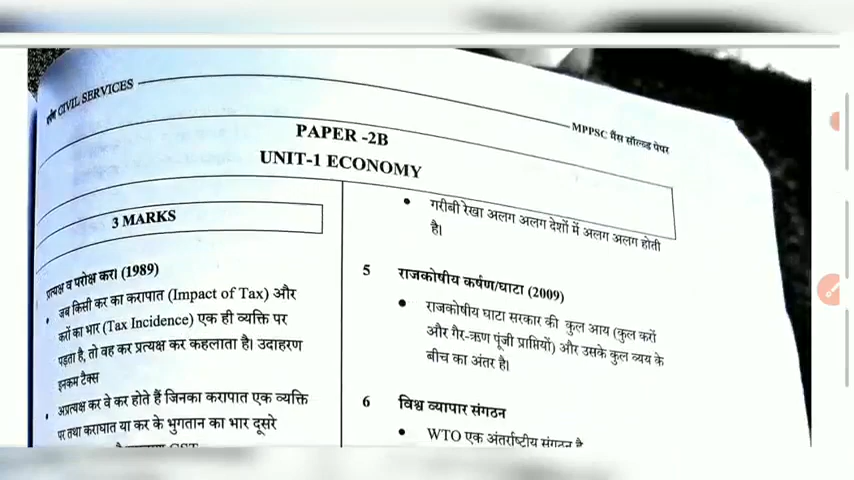 CIVIL SERVICES
MPPSC मैंस सॉल्व्ड पेपर
PAPER -2B
UNIT-1 ECONOMY
3 MARKS
प्रत्यक्ष व परोक्ष कर। (1989)
• जब किसी कर का करापात (Impact of Tax) और
करों का भार (Tax Incidence) एक ही व्यक्ति पर
पड़ता है, तो वह कर प्रत्यक्ष कर कहलाता है। उदाहरण
इनकम टैक्स
• अप्रत्यक्ष कर वे कर होते हैं जिनका करापात एक व्यक्ति
पर तथा कराघात या कर के भुगतान का भार दूसरे
• गरीबी रेखा अलग अलग देशों में अलग अलग होती
है।
5 राजकोषीय कर्षण/घाटा (2009)
• राजकोषीय घाटा सरकार की कुल आय (कुल करों
और गैर-ऋण पूंजी प्राप्तियों) और उसके कुल व्यय के
बीच का अंतर है।
6 विश्व व्यापार संगठन
• WTO एक अंतर्राष्ट्रीय संगठन है